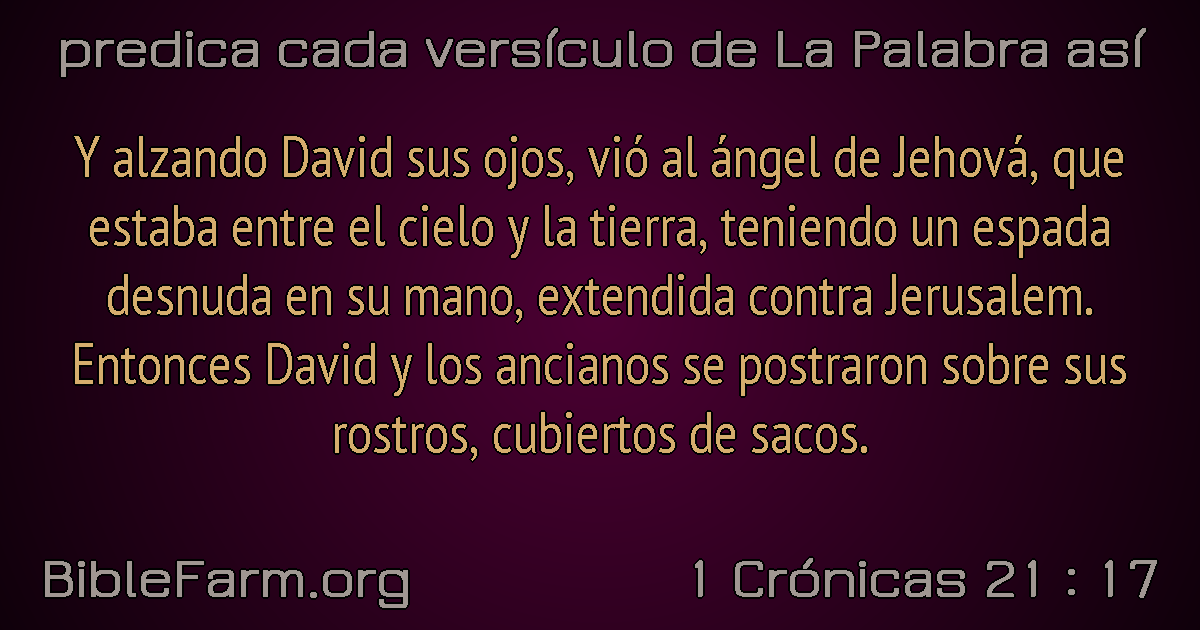 predica cada versículo de La Palabra así
Y alzando David sus ojos, vió al ángel de Jehová, que
estaba entre el cielo y la tierra, teniendo un espada
desnuda en su mano, extendida contra Jerusalem.
Entonces David y los ancianos se postraron sobre sus
rostros, cubiertos de sacos.
BibleFarm.org
1 Crónicas 21 : 17